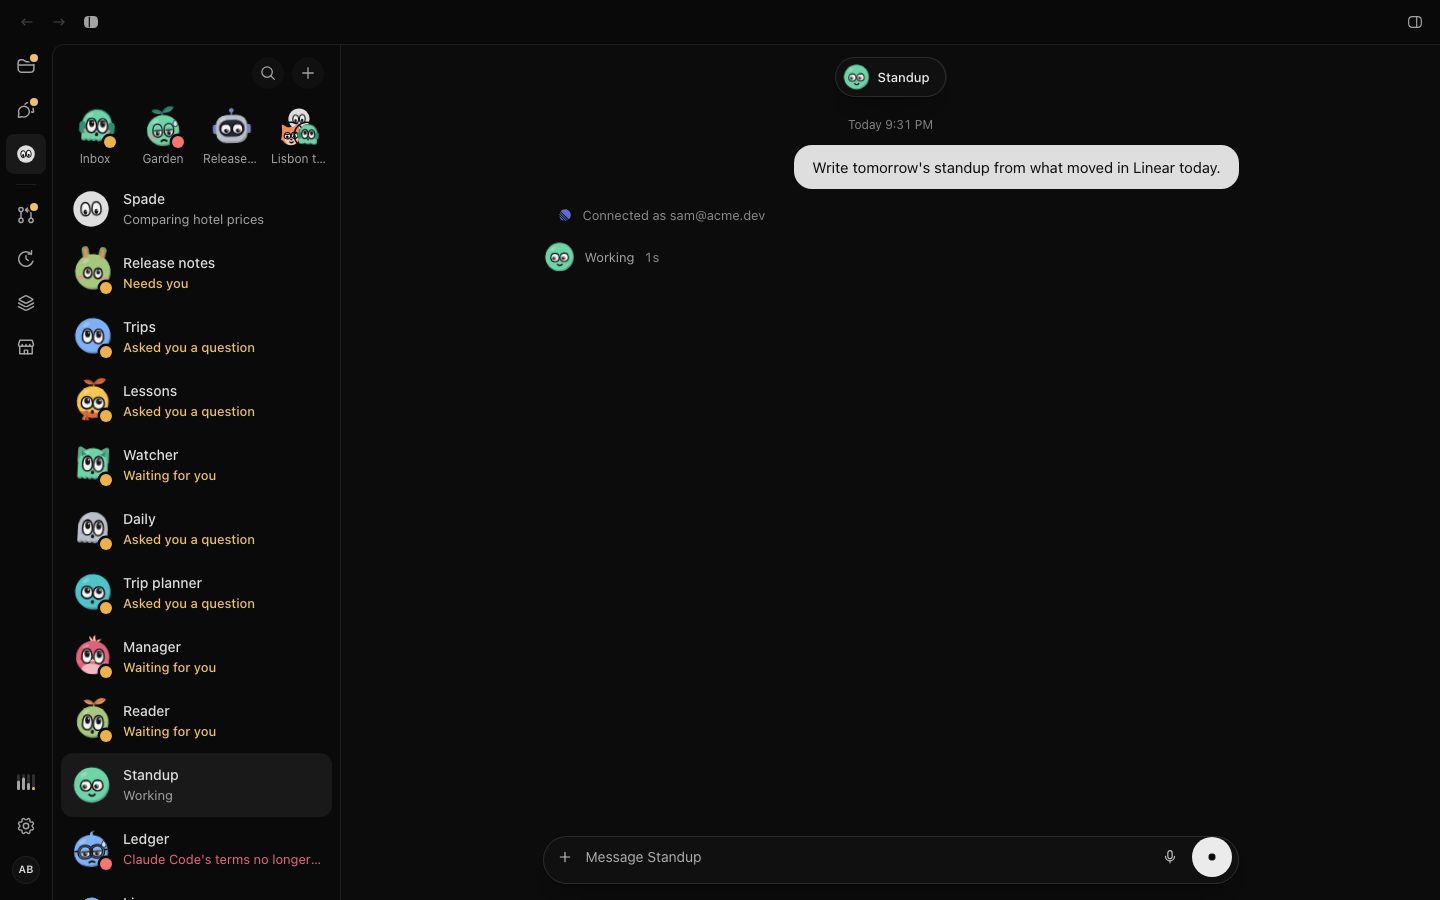 Inbox
Garden
Release...
Lisbon t...
Spade
Comparing hotel prices
Release notes
Needs you
Trips
Asked you a question
Lessons
Asked you a question
Watcher
Waiting for you
Daily
Asked you a question
Trip planner
Asked you a question
Manager
Waiting for you
Reader
Waiting for you
Standup
Working
Ledger
Claude Code's terms no longer...
AB
Standup
Today 9:31 PM
Write tomorrow's standup from what moved in Linear today.
Connected as sam@acme.dev
Working 1s
Message Standup